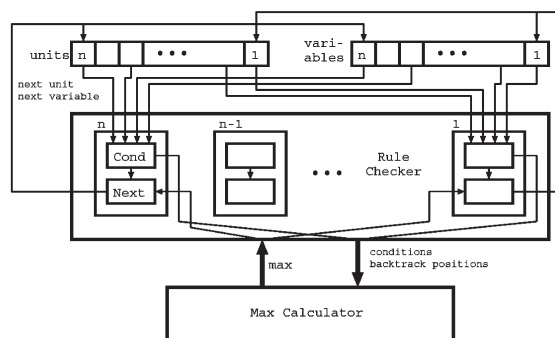 units n ••• 1
vari-
ables n ••• 1
next unit
next variable
n n-1 1
Cond
Next
••• Rule
Checker
max
conditions
backtrack positions
Max Calculator